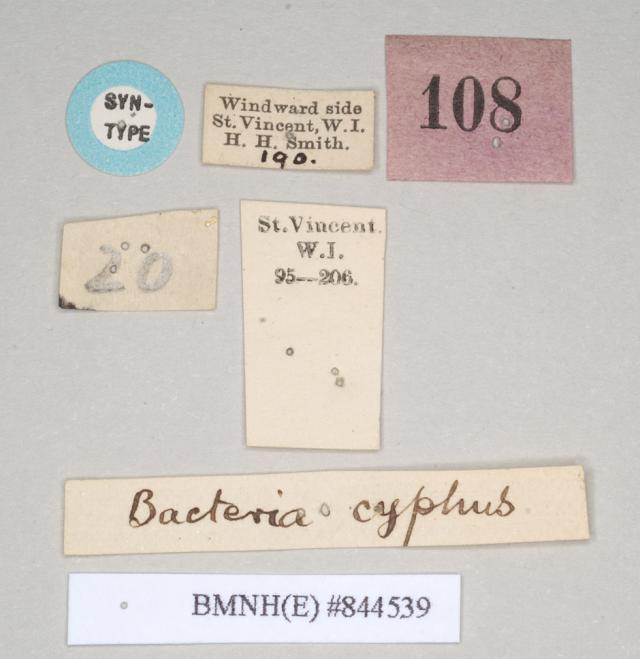 SYN-
TYPE
Windward side
St. Vincent, W.I.
H. H. Smith.
190.
108
20
St. Vincent.
W.I.
95—206.
Bacteria cyphus
BMNH(E) #844539